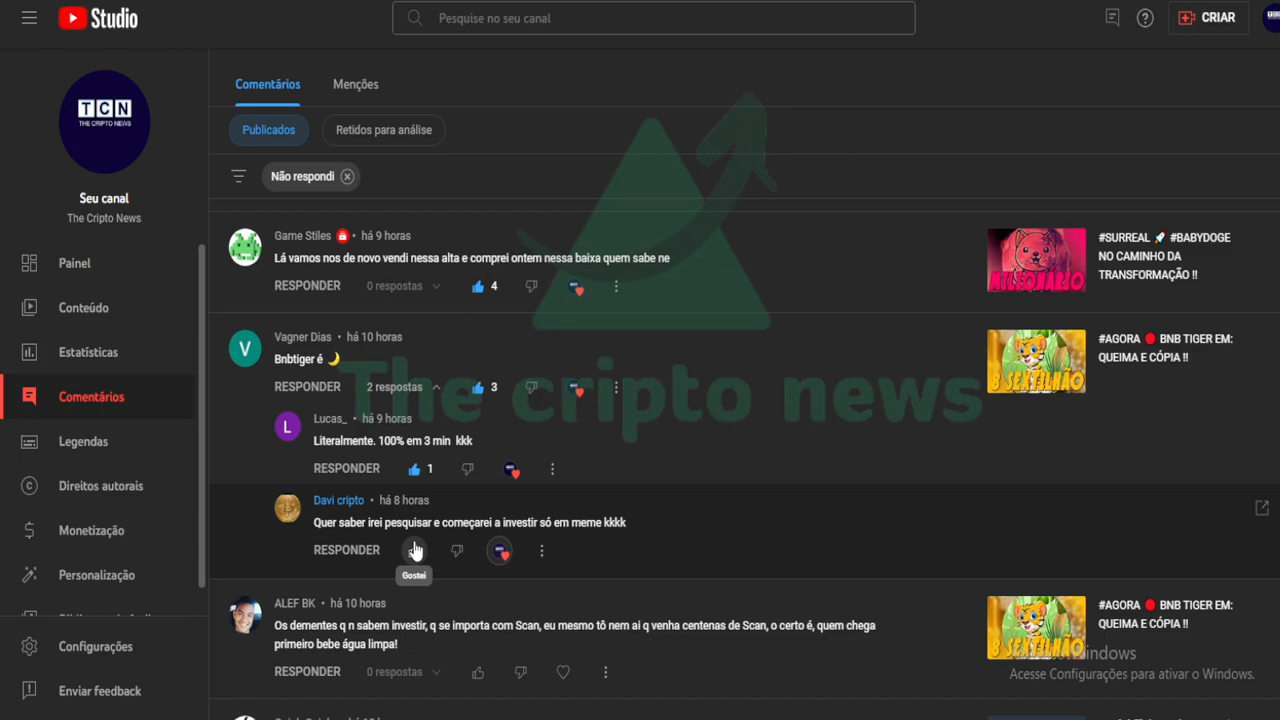 Studio
Pesquise no seu canal
CRIAR
TCN
THE CRIPTO NEWS
Seu canal
The Cripto News
Painel
Conteúdo
Estatísticas
Comentários
Legendas
Direitos autorais
Monetização
Personalização
Configurações
Enviar feedback
Comentários
Menções
Publicados
Retidos para análise
Não respondi
Game Stiles • há 9 horas
Lá vamos nos de novo vendi nessa alta e comprei ontem nessa baixa quem sabe ne
RESPONDER 0 respostas 4
MILIONÁRIO
#SURREAL 🚀 #BABYDOGE
NO CAMINHO DA
TRANSFORMAÇÃO !!
V
Vagner Dias • há 10 horas
Bnbtiger é 🌙
RESPONDER 2 respostas 3
8 SEXTILHÃO
#AGORA 🔴 BNB TIGER EM:
QUEIMA E CÓPIA !!
The cripto news
L
Lucas_ • há 9 horas
Literalmente. 100% em 3 min kkk
RESPONDER 1
Davi cripto • há 8 horas
Quer saber irei pesquisar e começarei a investir só em meme kkkk
RESPONDER
Gostei
ALEF BK • há 10 horas
Os dementes q n sabem investir, q se importa com Scan, eu mesmo tô nem ai q venha centenas de Scan, o certo é, quem chega
primeiro bebe água limpa!
RESPONDER 0 respostas
8 SEXTILHÃO
#AGORA 🔴 BNB TIGER EM:
QUEIMA E CÓPIA !!
Windows
Acesse Configurações para ativar o Windows.